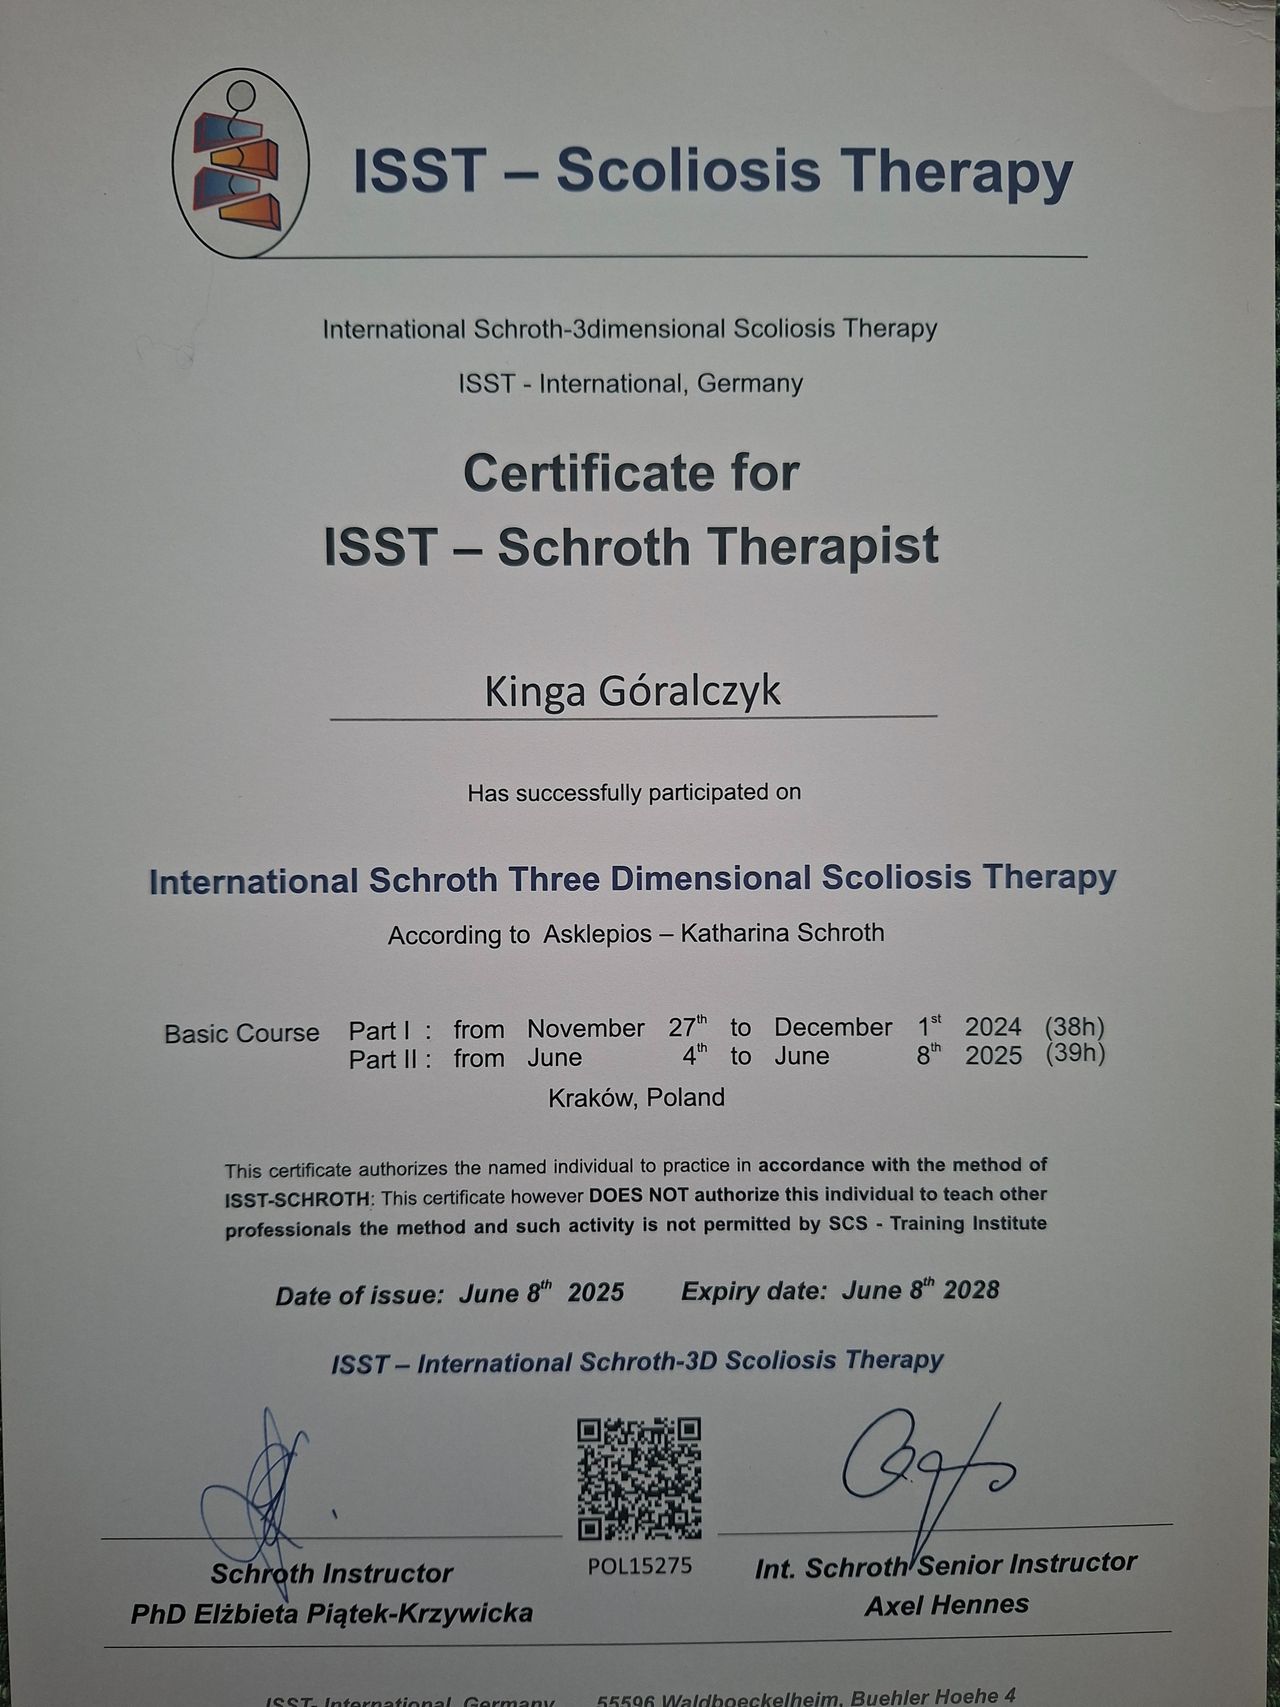 ISST – Scoliosis Therapy
International Schroth-3dimensional Scoliosis Therapy
ISST - International, Germany
Certificate for
ISST – Schroth Therapist
Kinga Góralczyk
Has successfully participated on
International Schroth Three Dimensional Scoliosis Therapy
According to Asklepios – Katharina Schroth
Basic Course Part I : from November 27th to December 1st 2024 (38h)
Part II : from June 4th to June 8th 2025 (39h)
Kraków, Poland
This certificate authorizes the named individual to practice in accordance with the method of
ISST-SCHROTH: This certificate however DOES NOT authorize this individual to teach other
professionals the method and such activity is not permitted by SCS - Training Institute
Date of issue: June 8th 2025 Expiry date: June 8th 2028
ISST – International Schroth-3D Scoliosis Therapy
POL15275
Schroth Instructor
PhD Elżbieta Piątek-Krzywicka
Int. Schroth Senior Instructor
Axel Hennes
ISST- International, Germany 55596 Waldboeckelheim, Buehler Hoehe 4